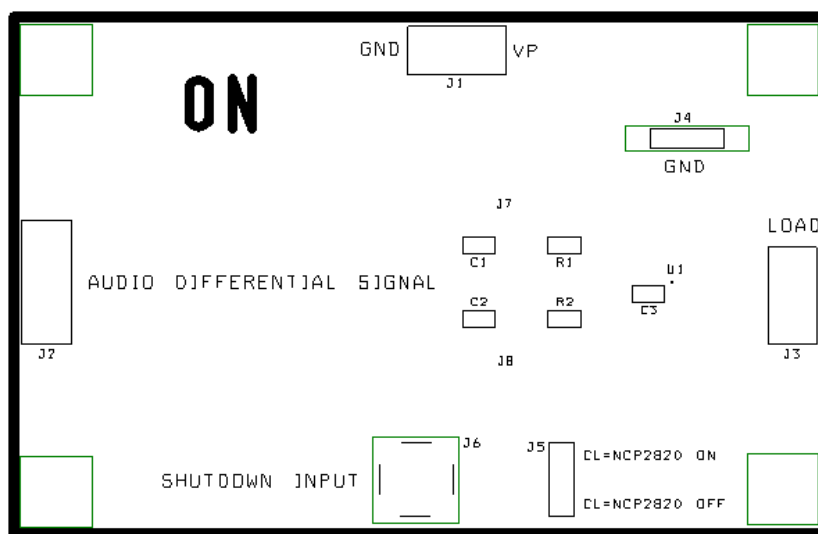 GND VP
J1
ON
J4
GND
J7
LOAD
C1 R1
U1
AUDIO DIFFERENTIAL SIGNAL
C2 R2
C3
J2
J3
J8
J6
J5
CL=NCP2820 ON
SHUTDOWN INPUT
CL=NCP2820 OFF